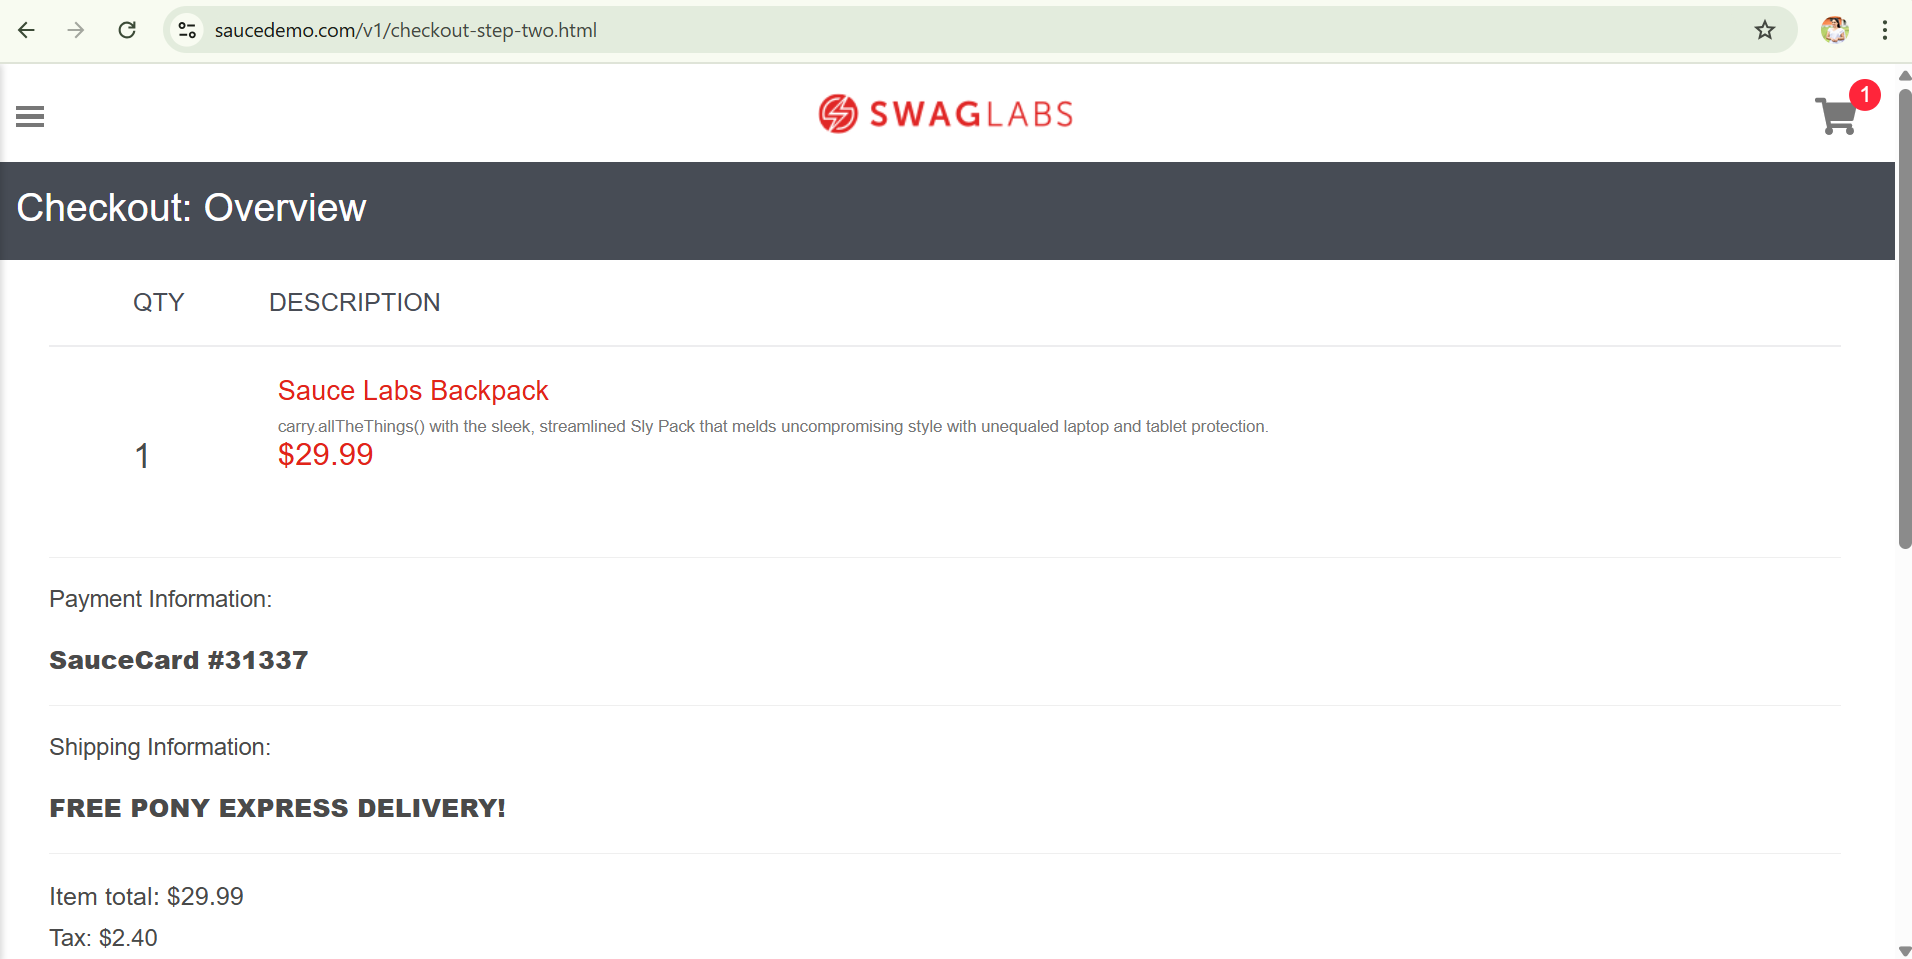 saucedemo.com/v1/checkout-step-two.html
SWAGLABS
1
Checkout: Overview
QTY DESCRIPTION
Sauce Labs Backpack
carry.allTheThings() with the sleek, streamlined Sly Pack that melds uncompromising style with unequaled laptop and tablet protection.
1 $29.99
Payment Information:
SauceCard #31337
Shipping Information:
FREE PONY EXPRESS DELIVERY!
Item total: $29.99
Tax: $2.40